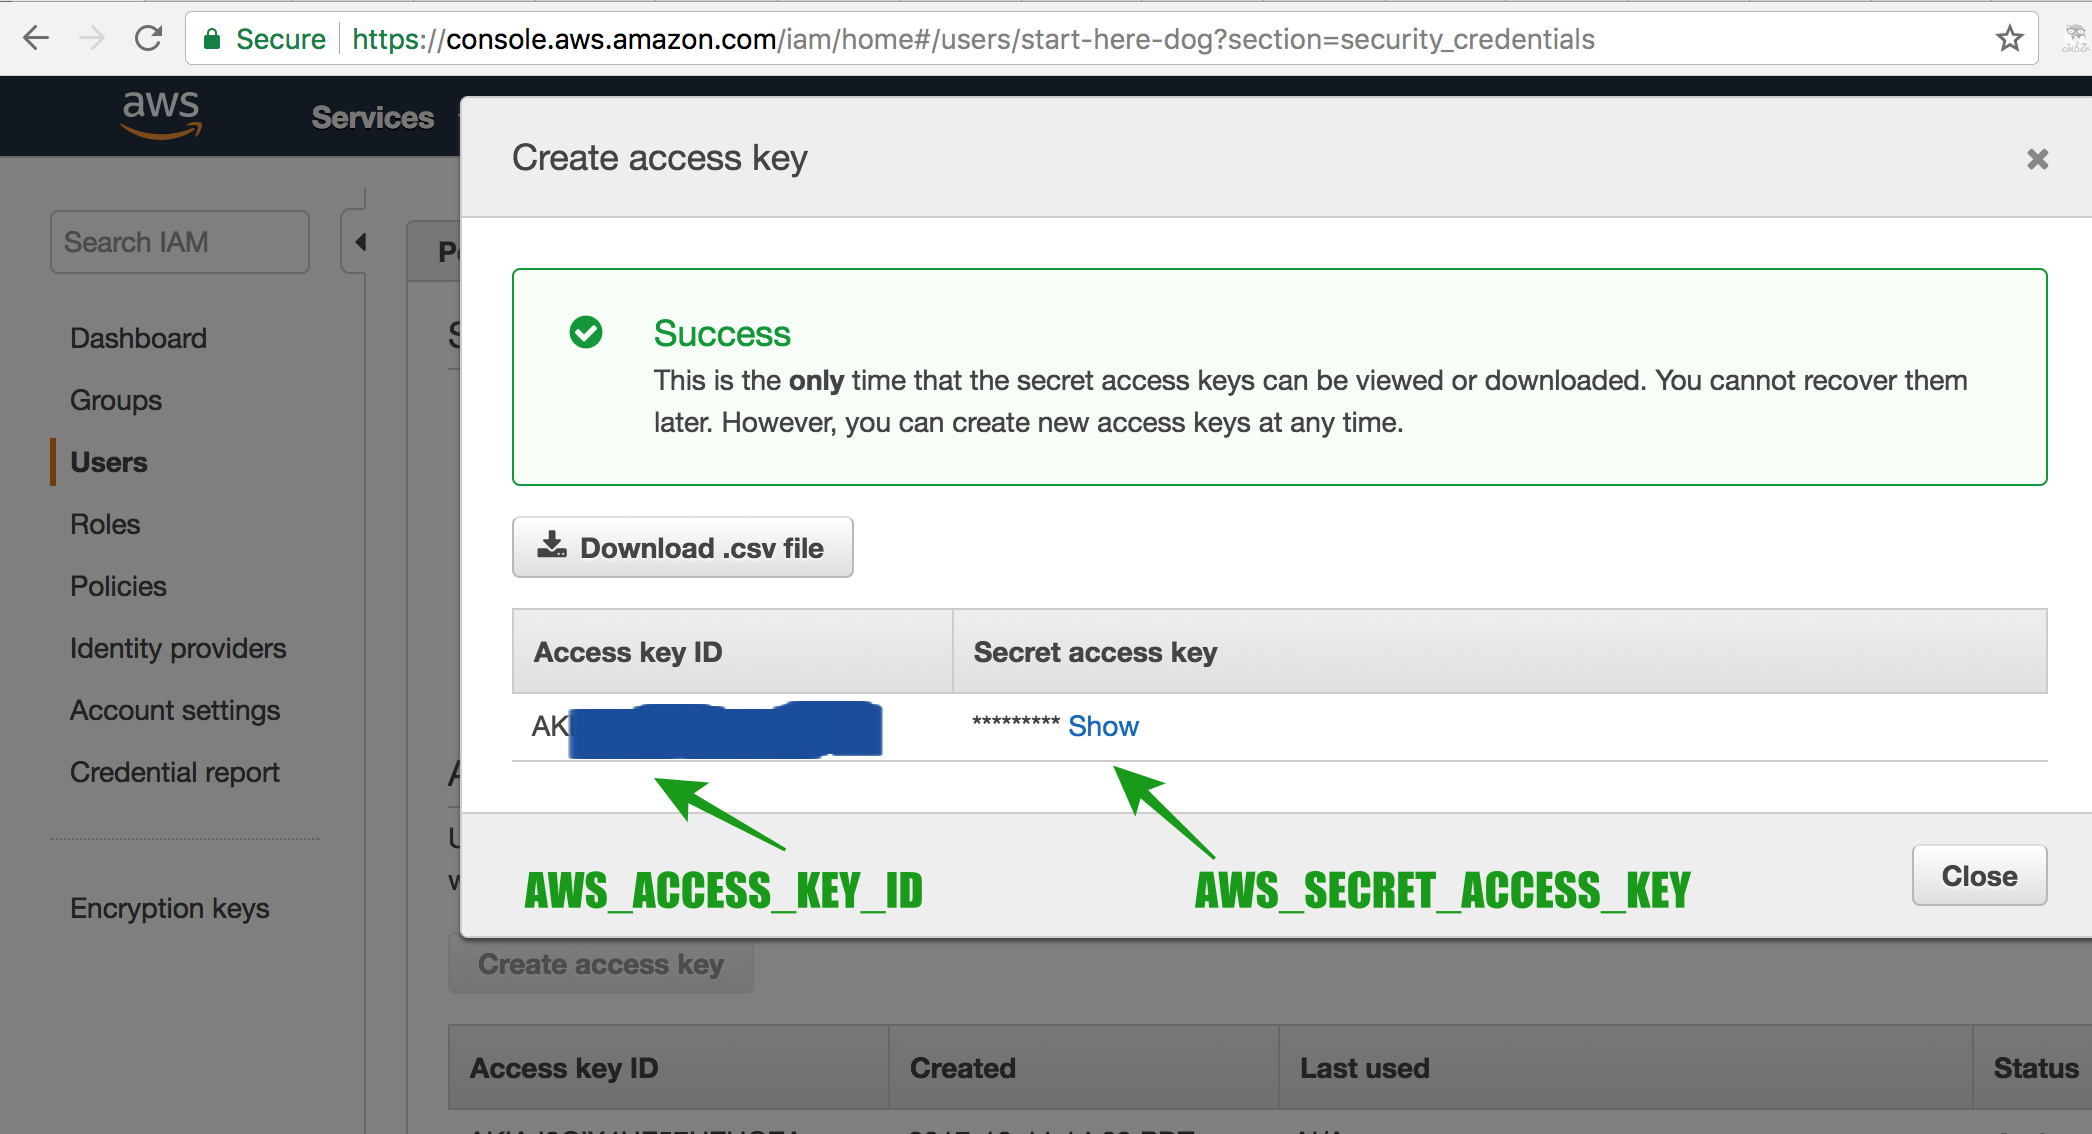 Secure https://console.aws.amazon.com/iam/home#/users/start-here-dog?section=security_credentials
aws
Services
Create access key
Search IAM
Dashboard
Groups
Users
Roles
Policies
Identity providers
Account settings
Credential report
Encryption keys
Success
This is the only time that the secret access keys can be viewed or downloaded. You cannot recover them
later. However, you can create new access keys at any time.
Download .csv file
Access key ID Secret access key
AK ********* Show
AWS_ACCESS_KEY_ID AWS_SECRET_ACCESS_KEY
Close
Create access key
Access key ID Created Last used Status